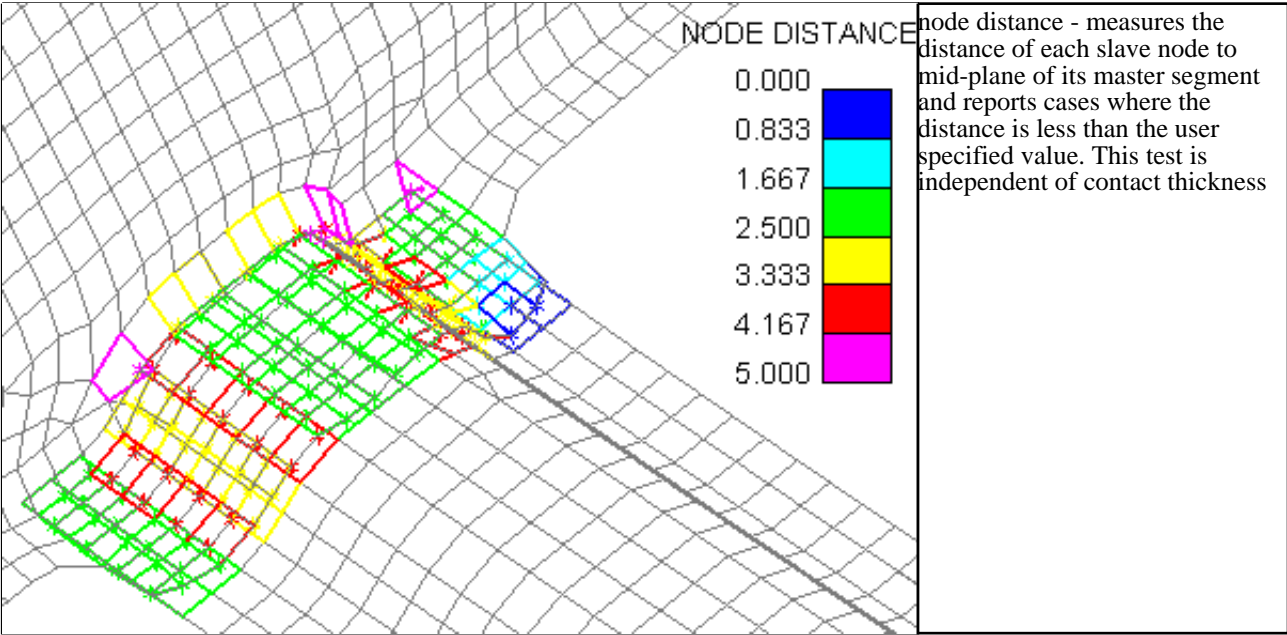 NODE DISTANCE
0.000
0.833
1.667
2.500
3.333
4.167
5.000
node distance - measures the
distance of each slave node to
mid-plane of its master segment
and reports cases where the
distance is less than the user
specified value. This test is
independent of contact thickness